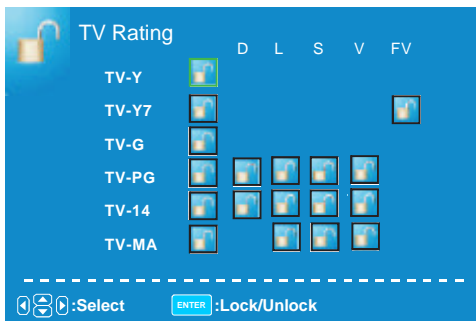 TV Rating
D L S V FV
TV-Y
TV-Y7
TV-G
TV-PG
TV-14
TV-MA
:Select ENTER :Lock/Unlock